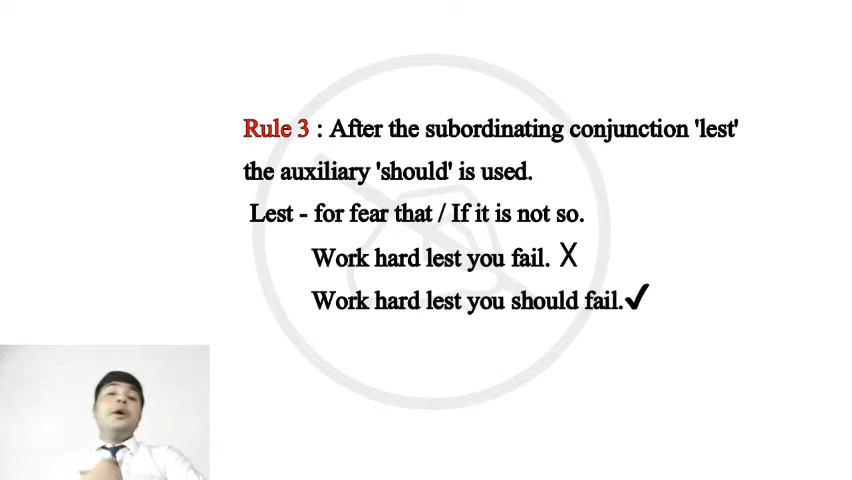 Rule 3 : After the subordinating conjunction 'lest'
the auxiliary 'should' is used.
Lest - for fear that / If it is not so.
Work hard lest you fail. X
Work hard lest you should fail.✔